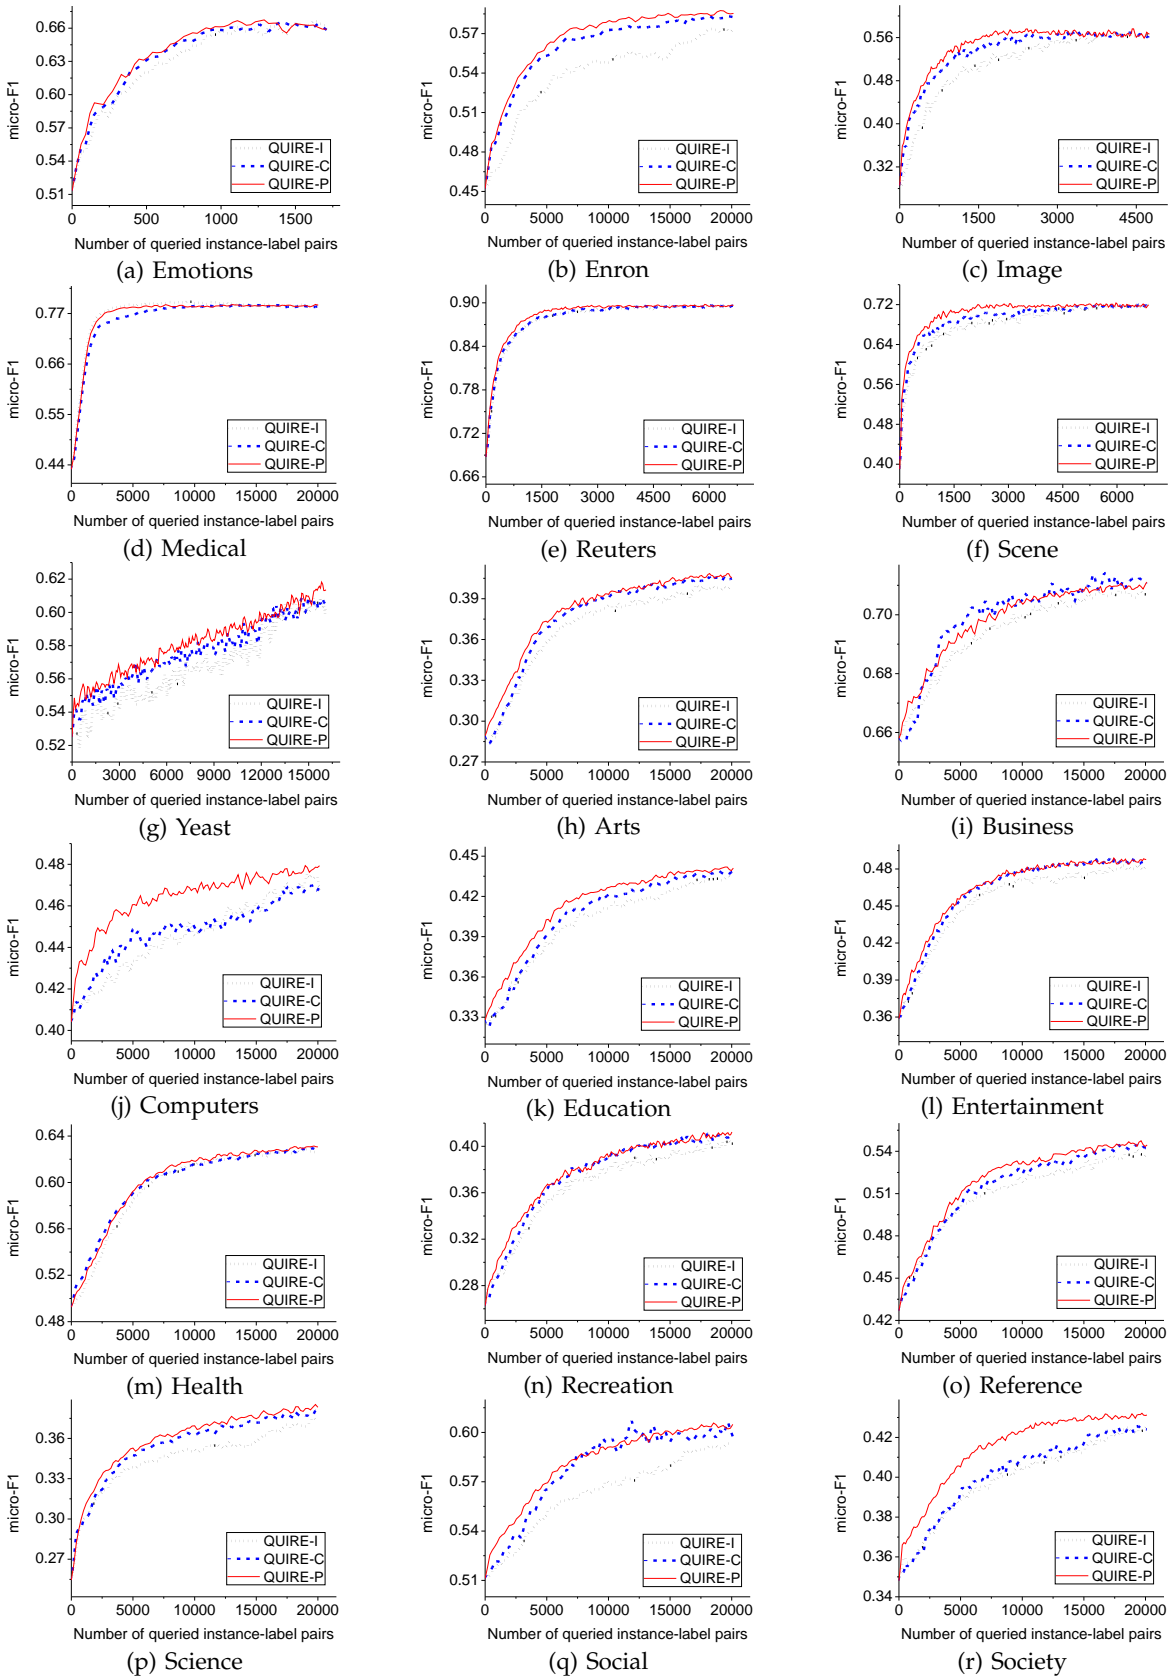 micro-F1
0.66
0.63
0.60
0.57
0.54
0.51
QUIRE-I
QUIRE-C
QUIRE-P
0 500 1000 1500
Number of queried instance-label pairs
(a) Emotions
micro-F1
0.57
0.54
0.51
0.48
0.45
QUIRE-I
QUIRE-C
QUIRE-P
0 5000 10000 15000 20000
Number of queried instance-label pairs
(b) Enron
micro-F1
0.56
0.48
0.40
0.32
QUIRE-I
QUIRE-C
QUIRE-P
0 1500 3000 4500
Number of queried instance-label pairs
(c) Image
micro-F1
0.77
0.66
0.55
0.44
QUIRE-I
QUIRE-C
QUIRE-P
0 5000 10000 15000 20000
Number of queried instance-label pairs
(d) Medical
micro-F1
0.90
0.84
0.78
0.72
0.66
QUIRE-I
QUIRE-C
QUIRE-P
0 1500 3000 4500 6000
Number of queried instance-label pairs
(e) Reuters
micro-F1
0.72
0.64
0.56
0.48
0.40
QUIRE-I
QUIRE-C
QUIRE-P
0 1500 3000 4500 6000
Number of queried instance-label pairs
(f) Scene
micro-F1
0.62
0.60
0.58
0.56
0.54
0.52
QUIRE-I
QUIRE-C
QUIRE-P
0 3000 6000 9000 12000 15000
Number of queried instance-label pairs
(g) Yeast
micro-F1
0.39
0.36
0.33
0.30
0.27
QUIRE-I
QUIRE-C
QUIRE-P
0 5000 10000 15000 20000
Number of queried instance-label pairs
(h) Arts
micro-F1
0.70
0.68
0.66
QUIRE-I
QUIRE-C
QUIRE-P
0 5000 10000 15000 20000
Number of queried instance-label pairs
(i) Business
micro-F1
0.48
0.46
0.44
0.42
0.40
QUIRE-I
QUIRE-C
QUIRE-P
0 5000 10000 15000 20000
Number of queried instance-label pairs
(j) Computers
micro-F1
0.45
0.42
0.39
0.36
0.33
QUIRE-I
QUIRE-C
QUIRE-P
0 5000 10000 15000 20000
Number of queried instance-label pairs
(k) Education
micro-F1
0.48
0.45
0.42
0.39
0.36
QUIRE-I
QUIRE-C
QUIRE-P
0 5000 10000 15000 20000
Number of queried instance-label pairs
(l) Entertainment
micro-F1
0.64
0.60
0.56
0.52
0.48
QUIRE-I
QUIRE-C
QUIRE-P
0 5000 10000 15000 20000
Number of queried instance-label pairs
(m) Health
micro-F1
0.40
0.36
0.32
0.28
QUIRE-I
QUIRE-C
QUIRE-P
0 5000 10000 15000 20000
Number of queried instance-label pairs
(n) Recreation
micro-F1
0.54
0.51
0.48
0.45
0.42
QUIRE-I
QUIRE-C
QUIRE-P
0 5000 10000 15000 20000
Number of queried instance-label pairs
(o) Reference
micro-F1
0.36
0.33
0.30
0.27
QUIRE-I
QUIRE-C
QUIRE-P
0 5000 10000 15000 20000
Number of queried instance-label pairs
(p) Science
micro-F1
0.60
0.57
0.54
0.51
QUIRE-I
QUIRE-C
QUIRE-P
0 5000 10000 15000 20000
Number of queried instance-label pairs
(q) Social
micro-F1
0.42
0.40
0.38
0.36
0.34
QUIRE-I
QUIRE-C
QUIRE-P
0 5000 10000 15000 20000
Number of queried instance-label pairs
(r) Society